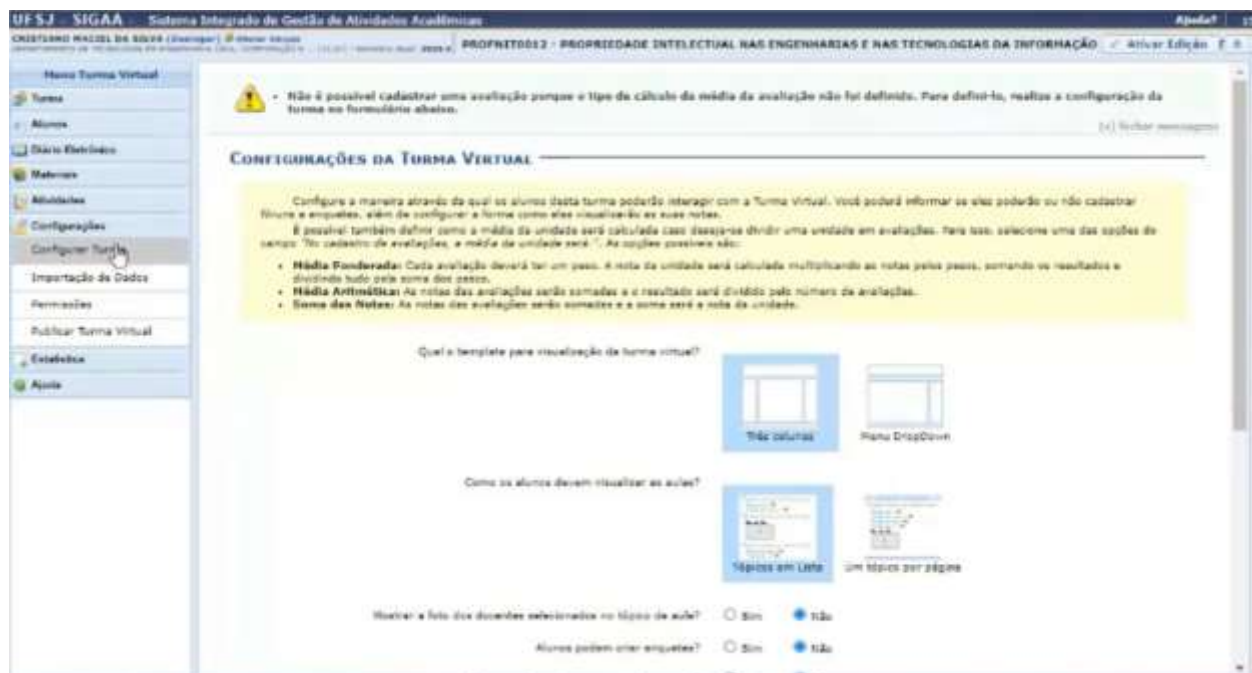 UFSJ - SIGAA - Sistema Integrado de Gestão de Atividades Acadêmicas
Ajuda?
CRISTIANO MACIEL DA SILVA
PROFNIT0012 - PROPRIEDADE INTELECTUAL NAS ENGENHARIAS E NAS TECNOLOGIAS DA INFORMAÇÃO
Ativar Edição
Menu Turma Virtual
Turma
Alunos
Diário Eletrônico
Materiais
Atividades
Configurações
Configurar Turma
Importação de Dados
Permissões
Publicar Turma Virtual
Estatística
Ajuda
• Não é possível cadastrar uma avaliação porque o tipo de cálculo da média da avaliação não foi definido. Para defini-lo, realize a configuração da
turma no formulário abaixo.
(x) fechar mensagens
CONFIGURAÇÕES DA TURMA VIRTUAL
Configure a maneira através da qual os alunos desta turma poderão interagir com a Turma Virtual. Você poderá informar se eles poderão ou não cadastrar
fóruns e enquetes, além de configurar a forma como eles visualizarão as suas notas.
É possível também definir como a média da unidade será calculada caso deseja-se dividir uma unidade em avaliações. Para isso, selecione uma das opções do
campo "No cadastro de avaliações, a média da unidade será ". As opções possíveis são:
• Média Ponderada: Cada avaliação deverá ter um peso. A nota da unidade será calculada multiplicando as notas pelos pesos, somando os resultados e
dividindo tudo pela soma dos pesos.
• Média Aritmética: As notas das avaliações serão somadas e o resultado será dividido pelo número de avaliações.
• Soma das Notas: As notas das avaliações serão somadas e a soma será a nota da unidade.
Qual o template para visualização da turma virtual?
Três colunas
Menu DropDown
Como os alunos devem visualizar as aulas?
Tópicos em Lista
Um tópico por página
Mostrar a foto dos docentes selecionados no tópico de aula?
Sim
Não
Alunos podem criar enquetes?
Sim
Não